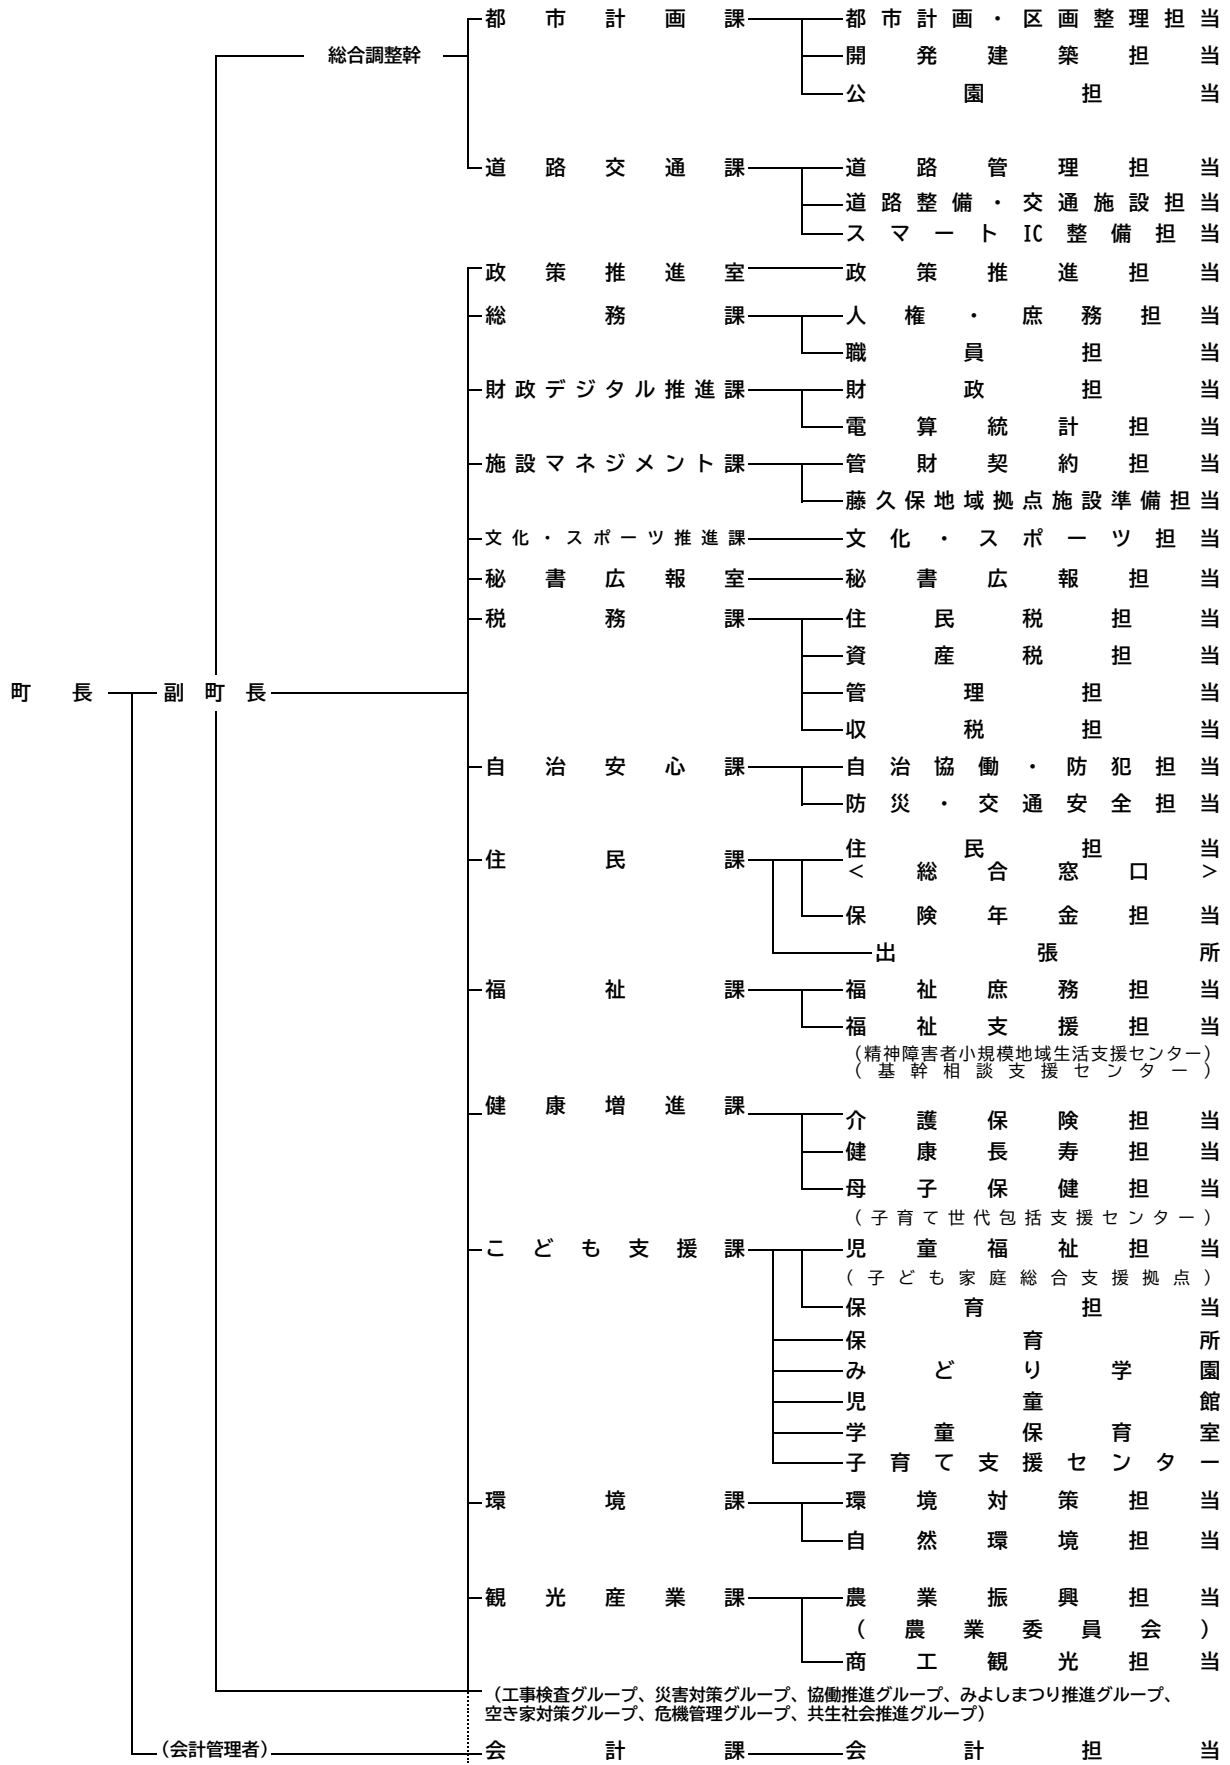 都市計画課 都市計画・区画整理担当
総合調整幹 開発建築担当
公園担当
道路交通課 道路管理担当
道路整備・交通施設担当
スマートIC整備担当
政策推進室 政策推進担当
総務課 人権・庶務担当
職員担当
財政デジタル推進課 財政担当
電算統計担当
施設マネジメント課 管財契約担当
藤久保地域拠点施設準備担当
文化・スポーツ推進課 文化・スポーツ担当
秘書広報室 秘書広報担当
税務課 住民税担当
資産税担当
町長 副町長 管理担当
収税担当
自治安心課 自治協働・防犯担当
防災・交通安全担当
住民課 住民担当
<総合窓口>
保険年金担当
出張所
福祉課 福祉庶務担当
福祉支援担当
(精神障害者小規模地域生活支援センター)
(基幹相談支援センター)
健康増進課 介護保険担当
健康長寿担当
母子保健担当
(子育て世代包括支援センター)
こども支援課 児童福祉担当
(子ども家庭総合支援拠点)
保育担当
保育所
みどり学園
児童館
学童保育室
子育て支援センター
環境課 環境対策担当
自然環境担当
観光産業課 農業振興担当
(農業委員会)
商工観光担当
(工事検査グループ、災害対策グループ、協働推進グループ、みよしまつり推進グループ、
空き家対策グループ、危機管理グループ、共生社会推進グループ)
(会計管理者) 会計課 会計担当